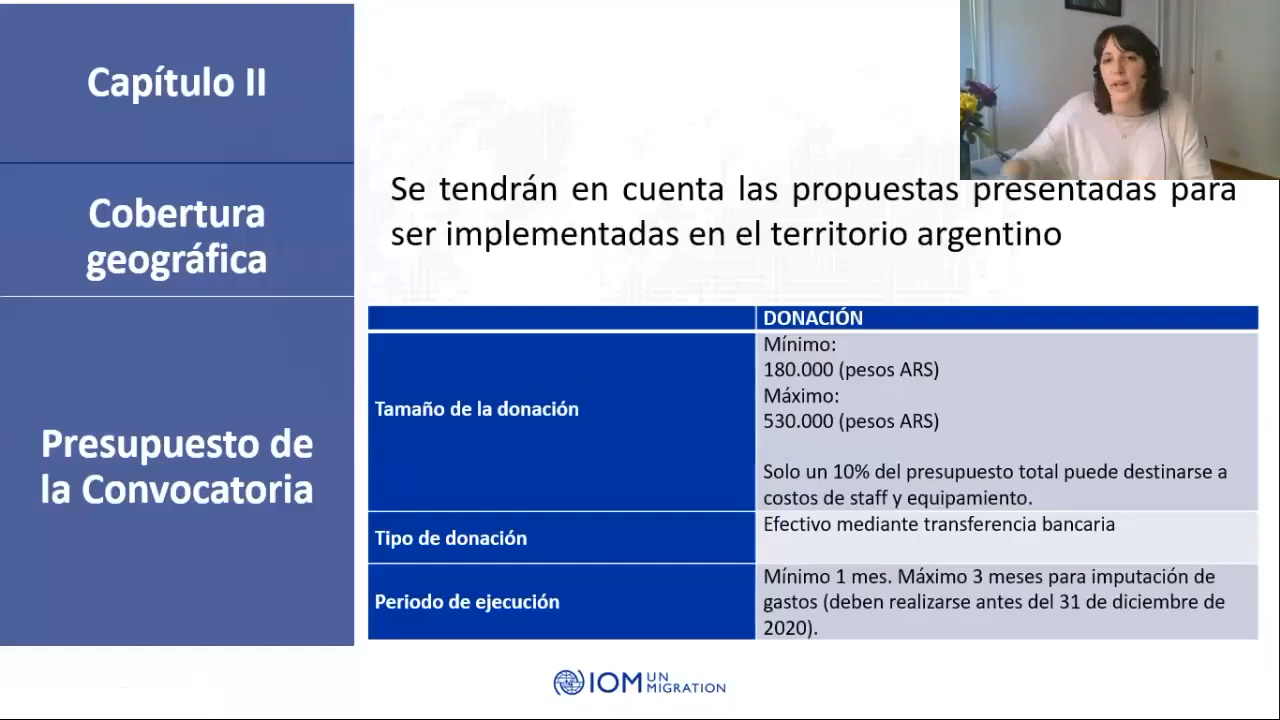 Capítulo II
Cobertura
geográfica
Se tendrán en cuenta las propuestas presentadas para
ser implementadas en el territorio argentino
Presupuesto de
la Convocatoria
DONACIÓN
Tamaño de la donación
Mínimo:
180.000 (pesos ARS)
Máximo:
530.000 (pesos ARS)
Solo un 10% del presupuesto total puede destinarse a
costos de staff y equipamiento.
Tipo de donación
Efectivo mediante transferencia bancaria
Periodo de ejecución
Mínimo 1 mes. Máximo 3 meses para imputación de
gastos (deben realizarse antes del 31 de diciembre de
2020).
IOM UN
MIGRATION